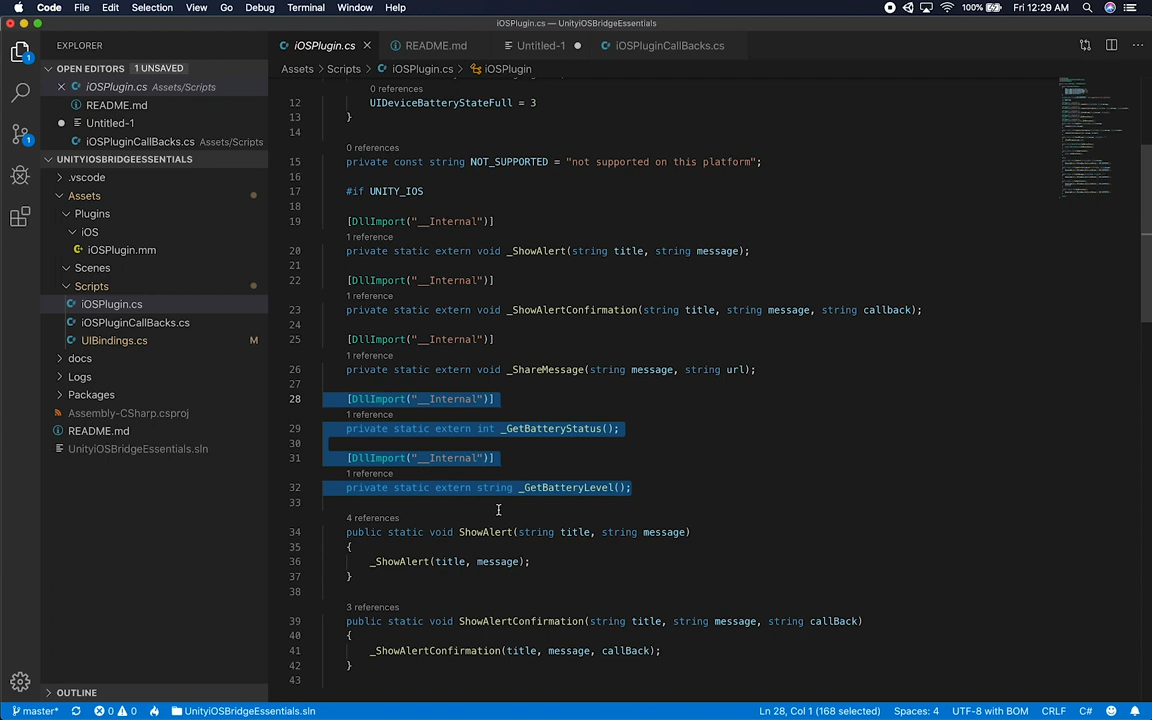 Code File Edit Selection View Go Debug Terminal Window Help 100% Fri 12:29 AM
iOSPlugin.cs — UnityiOSBridgeEssentials
EXPLORER
iOSPlugin.cs README.md Untitled-1 iOSPluginCallBacks.cs
OPEN EDITORS 1 UNSAVED
Assets > Scripts > iOSPlugin.cs > iOSPlugin
iOSPlugin.cs Assets/Scripts
README.md
Untitled-1
iOSPluginCallBacks.cs Assets/Scripts
UNITYIOSBRIDGEESSENTIALS
.vscode
Assets
Plugins
iOS
iOSPlugin.mm
Scenes
Scripts
iOSPlugin.cs
iOSPluginCallBacks.cs
UIBindings.cs M
docs
Logs
Packages
Assembly-CSharp.csproj
README.md
UnityiOSBridgeEssentials.sln
OUTLINE
0 references
12 UIDeviceBatteryStateFull = 3
13 }
14
0 references
15 private const string NOT_SUPPORTED = "not supported on this platform";
16
17 #if UNITY_IOS
18
19 [DllImport("__Internal")]
1 reference
20 private static extern void _ShowAlert(string title, string message);
21
22 [DllImport("__Internal")]
1 reference
23 private static extern void _ShowAlertConfirmation(string title, string message, string callback);
24
25 [DllImport("__Internal")]
1 reference
26 private static extern void _ShareMessage(string message, string url);
27
28 [DllImport("__Internal")]
1 reference
29 private static extern int _GetBatteryStatus();
30
31 [DllImport("__Internal")]
1 reference
32 private static extern string _GetBatteryLevel();
33
4 references
34 public static void ShowAlert(string title, string message)
35 {
36 _ShowAlert(title, message);
37 }
38
3 references
39 public static void ShowAlertConfirmation(string title, string message, string callBack)
40 {
41 _ShowAlertConfirmation(title, message, callBack);
42 }
43
master* 0 0 UnityiOSBridgeEssentials.sln Ln 28, Col 1 (168 selected) Spaces: 4 UTF-8 with BOM CRLF C#